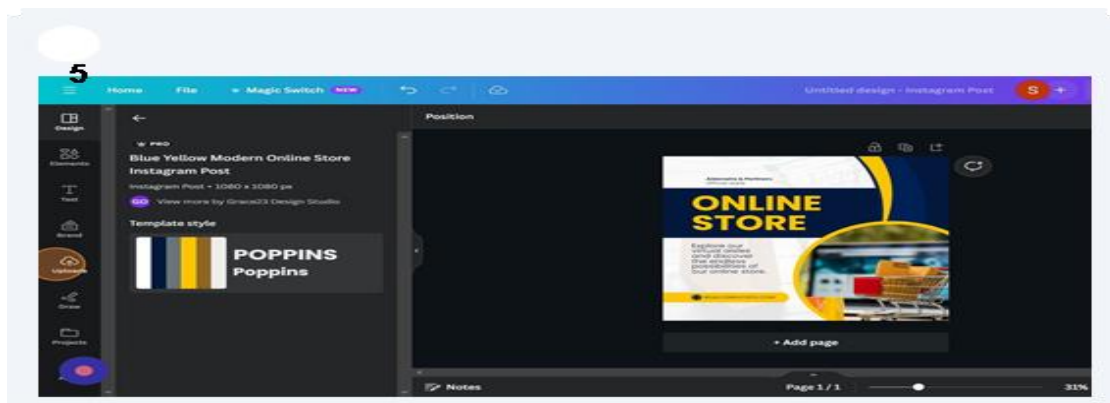 5
Home File Magic Switch NEW Untitled design - Instagram Post S +
Design
Elements
Text
Brand
Uploads
Draw
Projects
PRO
Blue Yellow Modern Online Store
Instagram Post
Instagram Post • 1080 x 1080 px
GO View more by Grace23 Design Studio
Template style
POPPINS
Poppins
Position
ONLINE
STORE
Explore our
virtual aisles
and discover
the endless
possibilities of
our online store.
+ Add page
Notes Page 1 / 1 31%